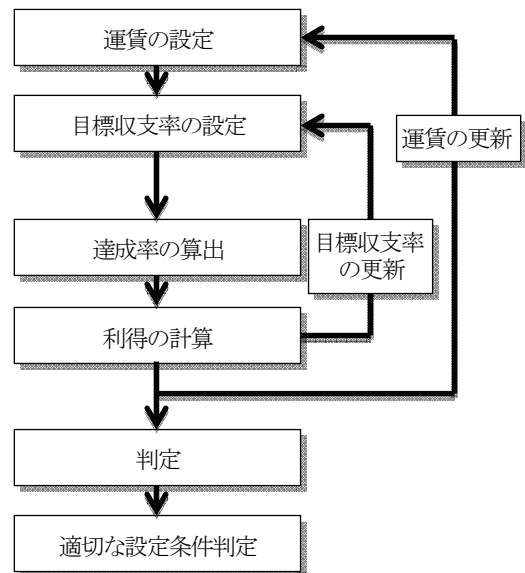 運賃の設定
目標収支率の設定
運賃の更新
達成率の算出
目標収支率
の更新
利得の計算
判定
適切な設定条件判定